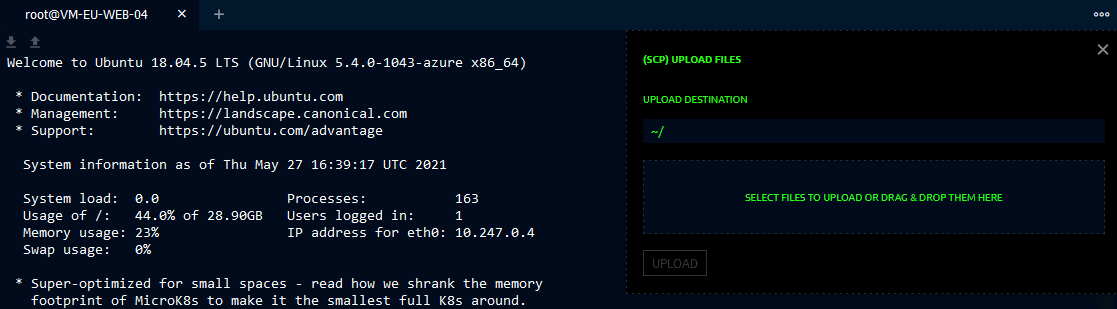 root@VM-EU-WEB-04
Welcome to Ubuntu 18.04.5 LTS (GNU/Linux 5.4.0-1043-azure x86_64)
* Documentation:  https://help.ubuntu.com
* Management:     https://landscape.canonical.com
* Support:        https://ubuntu.com/advantage
System information as of Thu May 27 16:39:17 UTC 2021
System load:  0.0                Processes:           163
Usage of /:   44.0% of 28.90GB   Users logged in:     1
Memory usage: 23%                IP address for eth0: 10.247.0.4
Swap usage:   0%
* Super-optimized for small spaces - read how we shrank the memory
footprint of MicroK8s to make it the smallest full K8s around.
(SCP) UPLOAD FILES
UPLOAD DESTINATION
~/
SELECT FILES TO UPLOAD OR DRAG & DROP THEM HERE
UPLOAD